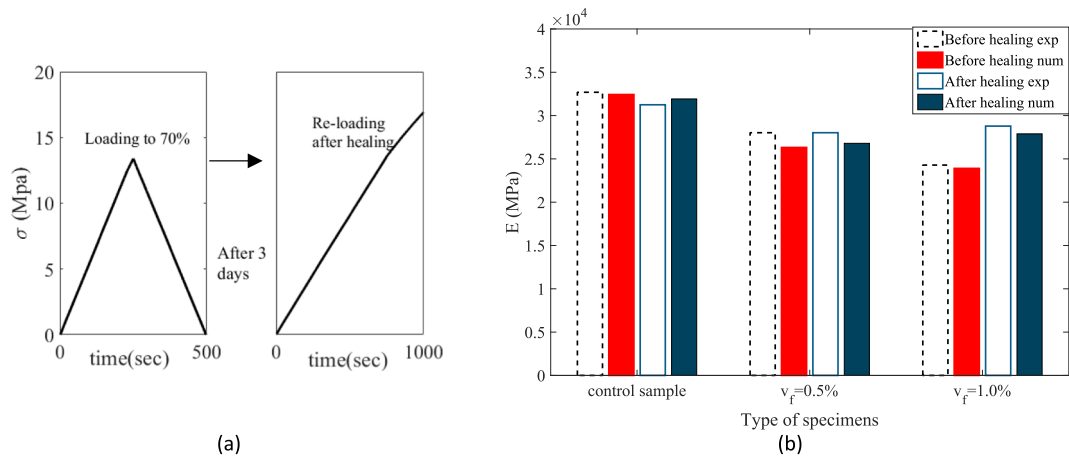 20
15
10
5
0
σ (Mpa)
Loading to 70%
0
500
time(sec)
After 3
days
Re-loading
after healing
0
1000
time(sec)
(a)
×10⁴
4
3.5
3
2.5
2
1.5
1
0.5
0
E (MPa)
Before healing exp
Before healing num
After healing exp
After healing num
control sample
v_f=0.5%
v_f=1.0%
Type of specimens
(b)